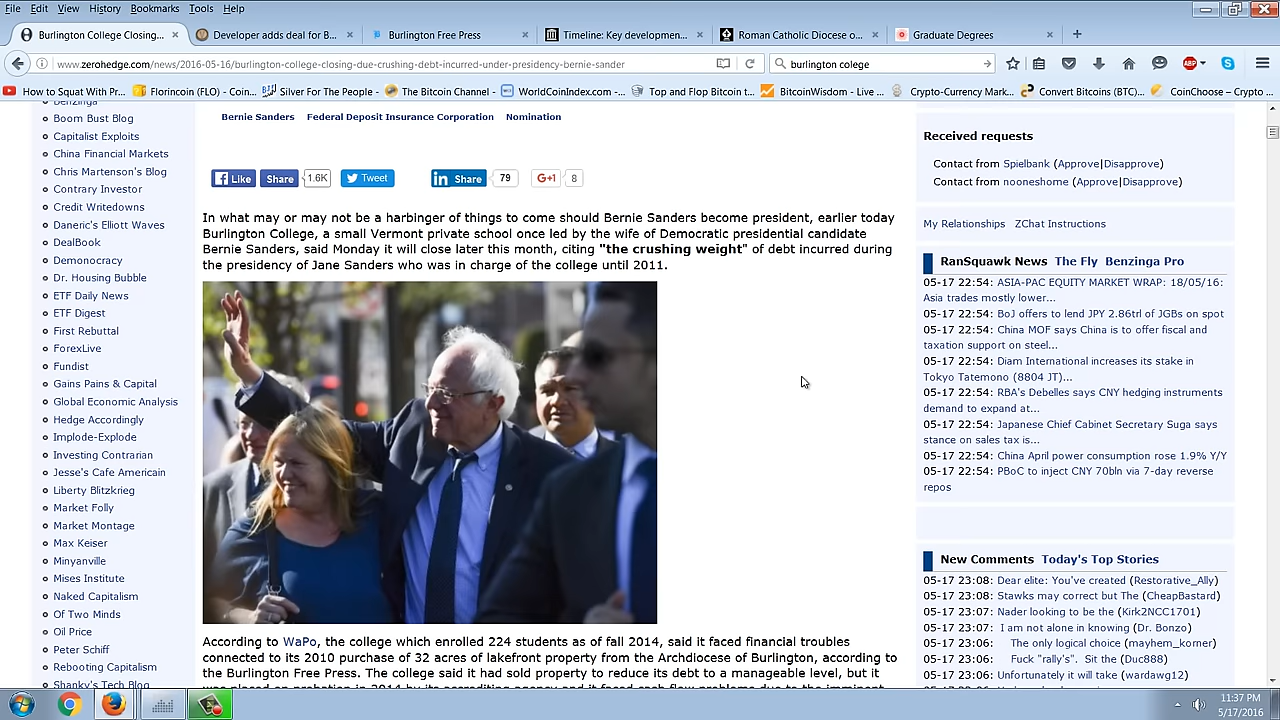 File Edit View History Bookmarks Tools Help
Burlington College Closing... × Developer adds deal for B... × Burlington Free Press × Timeline: Key developmen... × Roman Catholic Diocese o... × Graduate Degrees × +
www.zerohedge.com/news/2016-05-16/burlington-college-closing-due-crushing-debt-incurred-under-presidency-bernie-sander
burlington college
How to Squat With Pr... Florincoin (FLO) - Coin... Silver For The People - ... The Bitcoin Channel - ... WorldCoinIndex.com -... Top and Flop Bitcoin t... BitcoinWisdom - Live ... Crypto-Currency Mark... Convert Bitcoins (BTC)... CoinChoose – Crypto ...
Benzinga
Boom Bust Blog
Capitalist Exploits
China Financial Markets
Chris Martenson's Blog
Contrary Investor
Credit Writedowns
Daneric's Elliott Waves
DealBook
Demonocracy
Dr. Housing Bubble
ETF Daily News
ETF Digest
First Rebuttal
ForexLive
Fundist
Gains Pains & Capital
Global Economic Analysis
Hedge Accordingly
Implode-Explode
Investing Contrarian
Jesse's Cafe Americain
Liberty Blitzkrieg
Market Folly
Market Montage
Max Keiser
Minyanville
Mises Institute
Naked Capitalism
Of Two Minds
Oil Price
Peter Schiff
Rebooting Capitalism
Shanky's Tech Blog
Bernie Sanders Federal Deposit Insurance Corporation Nomination
Like Share 1.6K Tweet in Share 79 G+1 8
In what may or may not be a harbinger of things to come should Bernie Sanders become president, earlier today
Burlington College, a small Vermont private school once led by the wife of Democratic presidential candidate
Bernie Sanders, said Monday it will close later this month, citing "the crushing weight" of debt incurred during
the presidency of Jane Sanders who was in charge of the college until 2011.
According to WaPo, the college which enrolled 224 students as of fall 2014, said it faced financial troubles
connected to its 2010 purchase of 32 acres of lakefront property from the Archdiocese of Burlington, according to
the Burlington Free Press. The college said it had sold property to reduce its debt to a manageable level, but it
Received requests
Contact from Spielbank (Approve|Disapprove)
Contact from nooneshome (Approve|Disapprove)
My Relationships ZChat Instructions
RanSquawk News The Fly Benzinga Pro
05-17 22:54: ASIA-PAC EQUITY MARKET WRAP: 18/05/16:
Asia trades mostly lower...
05-17 22:54: BoJ offers to lend JPY 2.86trl of JGBs on spot
05-17 22:54: China MOF says China is to offer fiscal and
taxation support on steel...
05-17 22:54: Diam International increases its stake in
Tokyo Tatemono (8804 JT)...
05-17 22:54: RBA's Debelles says CNY hedging instruments
demand to expand at...
05-17 22:54: Japanese Chief Cabinet Secretary Suga says
stance on sales tax is...
05-17 22:54: China April power consumption rose 1.9% Y/Y
05-17 22:54: PBoC to inject CNY 70bln via 7-day reverse
repos
New Comments Today's Top Stories
05-17 23:08: Dear elite: You've created (Restorative_Ally)
05-17 23:08: Stawks may correct but The (CheapBastard)
05-17 23:07: Nader looking to be the (Kirk2NCC1701)
05-17 23:07: I am not alone in knowing (Dr. Bonzo)
05-17 23:06: The only logical choice (mayhem_korner)
05-17 23:06: Fuck "rally's". Sit the (Duc888)
05-17 23:06: Unfortunately it will take (wardawg12)
11:37 PM
5/17/2016